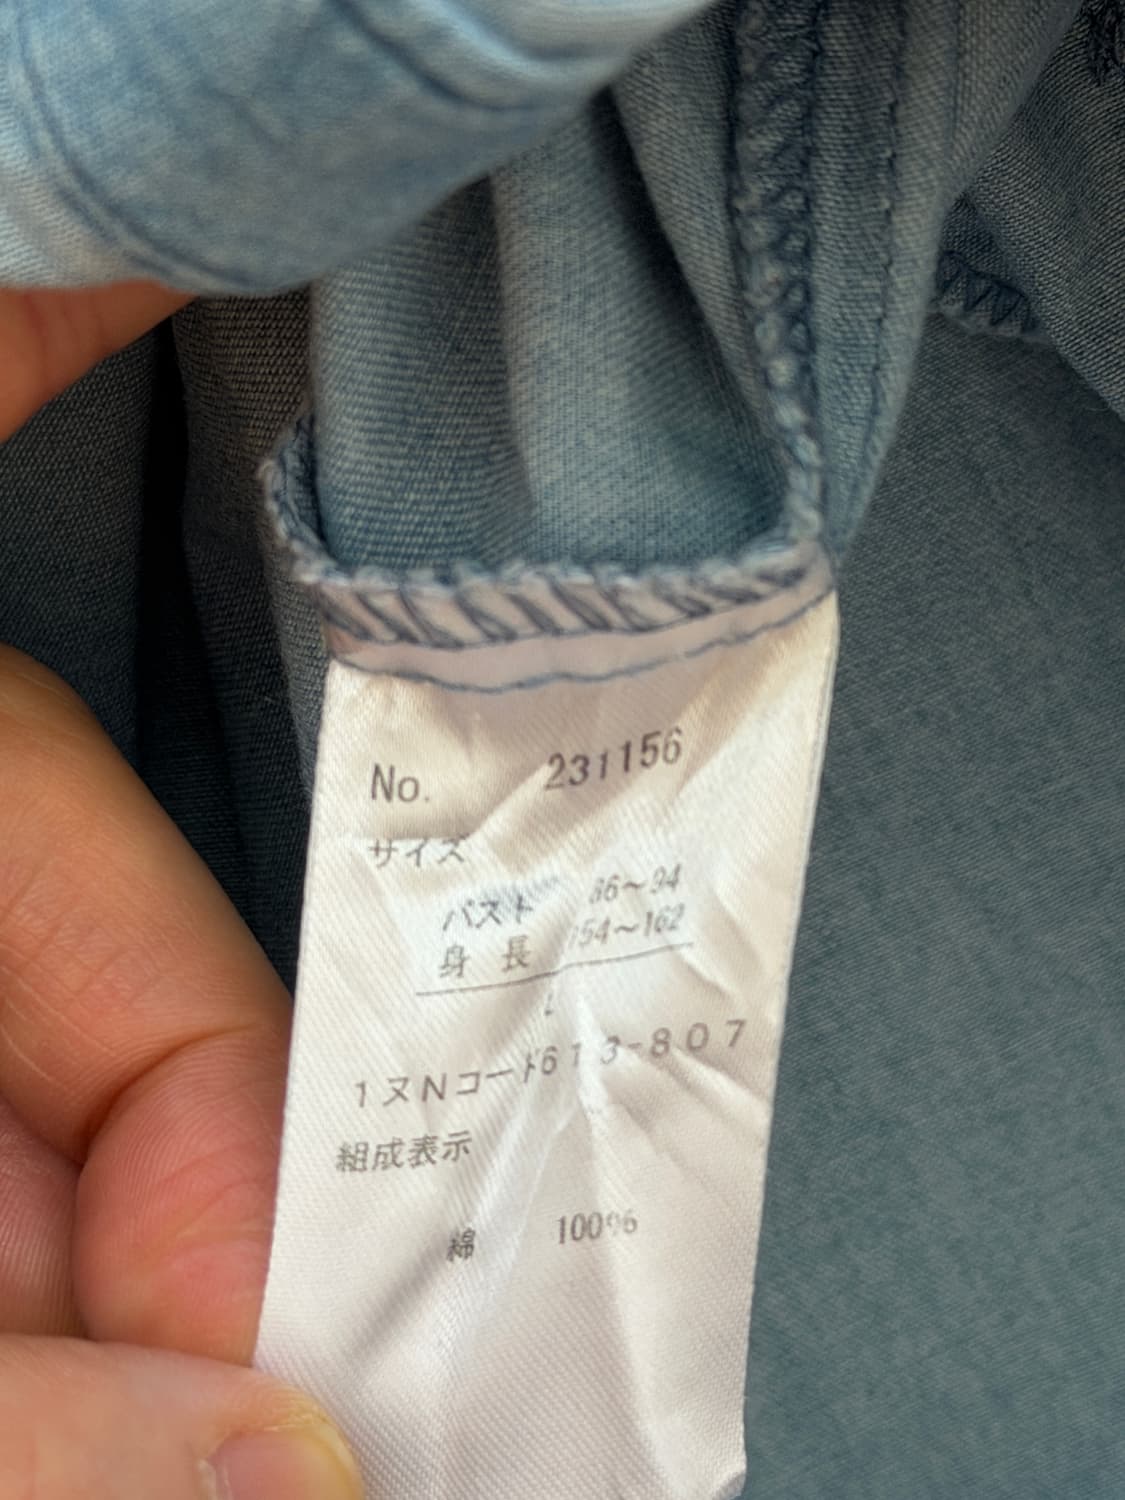 No. 231156
サイズ
バスト 86～94
身長 154～162
L
1ヌNコード613-807
組成表示
綿 100%